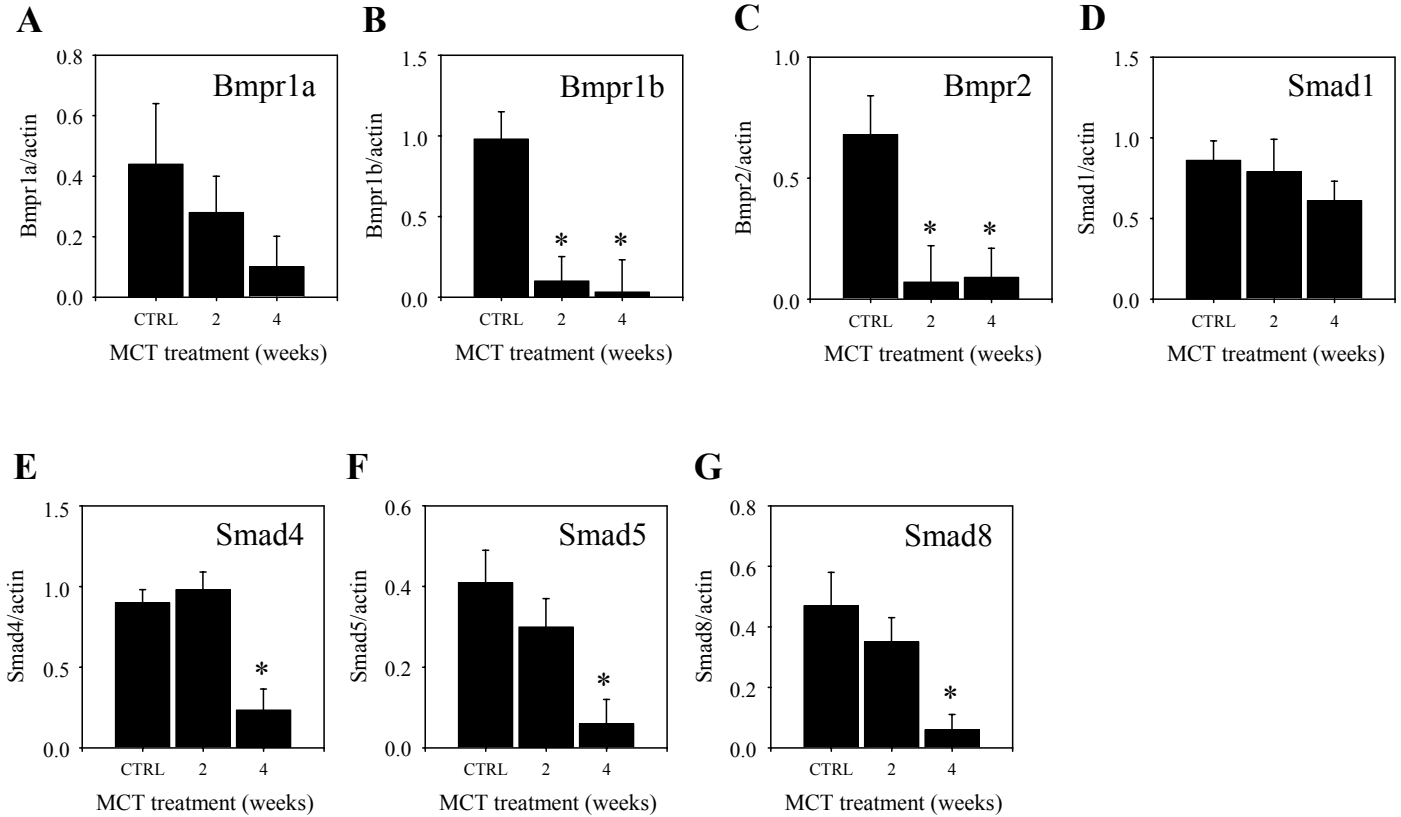 A
B
C
D
0.8
0.6
0.4
0.2
0.0
Bmpr1a/actin
Bmpr1a
CTRL 2 4
MCT treatment (weeks)
1.5
1.0
0.5
0.0
Bmpr1b/actin
Bmpr1b
* *
CTRL 2 4
MCT treatment (weeks)
1.0
0.5
0.0
Bmpr2/actin
Bmpr2
* *
CTRL 2 4
MCT treatment (weeks)
1.5
1.0
0.5
0.0
Smad1/actin
Smad1
CTRL 2 4
MCT treatment (weeks)
E
F
G
1.5
1.0
0.5
0.0
Smad4/actin
Smad4
*
CTRL 2 4
MCT treatment (weeks)
0.6
0.4
0.2
0.0
Smad5/actin
Smad5
*
CTRL 2 4
MCT treatment (weeks)
0.8
0.6
0.4
0.2
0.0
Smad8/actin
Smad8
*
CTRL 2 4
MCT treatment (weeks)